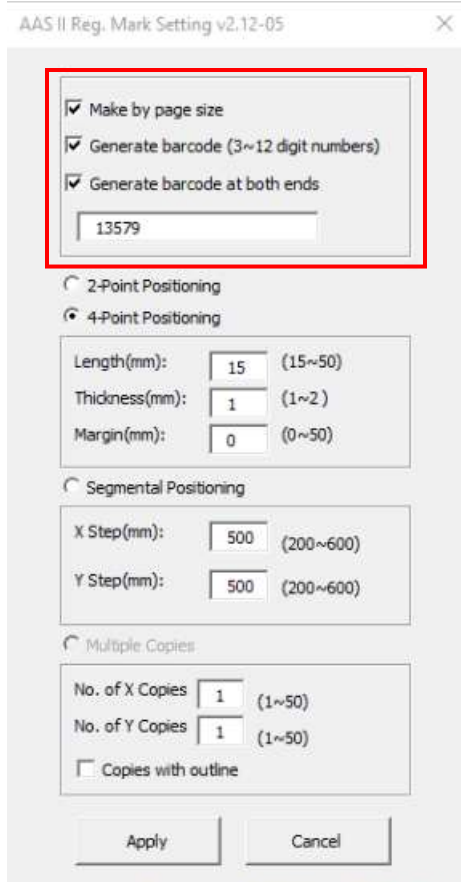 AAS II Reg. Mark Setting v2.12-05
Make by page size
Generate barcode (3~12 digit numbers)
Generate barcode at both ends
13579
2-Point Positioning
4-Point Positioning
Length(mm): 15 (15~50)
Thickness(mm): 1 (1~2 )
Margin(mm): 0 (0~50)
Segmental Positioning
X Step(mm): 500 (200~600)
Y Step(mm): 500 (200~600)
Multiple Copies
No. of X Copies 1 (1~50)
No. of Y Copies 1 (1~50)
Copies with outline
Apply Cancel